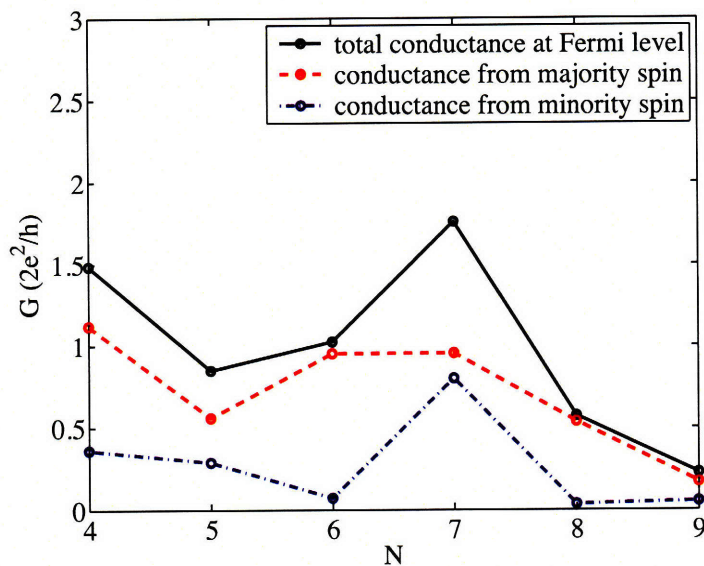 3
2.5
2
1.5
1
0.5
0
G (2e²/h)
total conductance at Fermi level
conductance from majority spin
conductance from minority spin
4 5 6 7 8 9
N